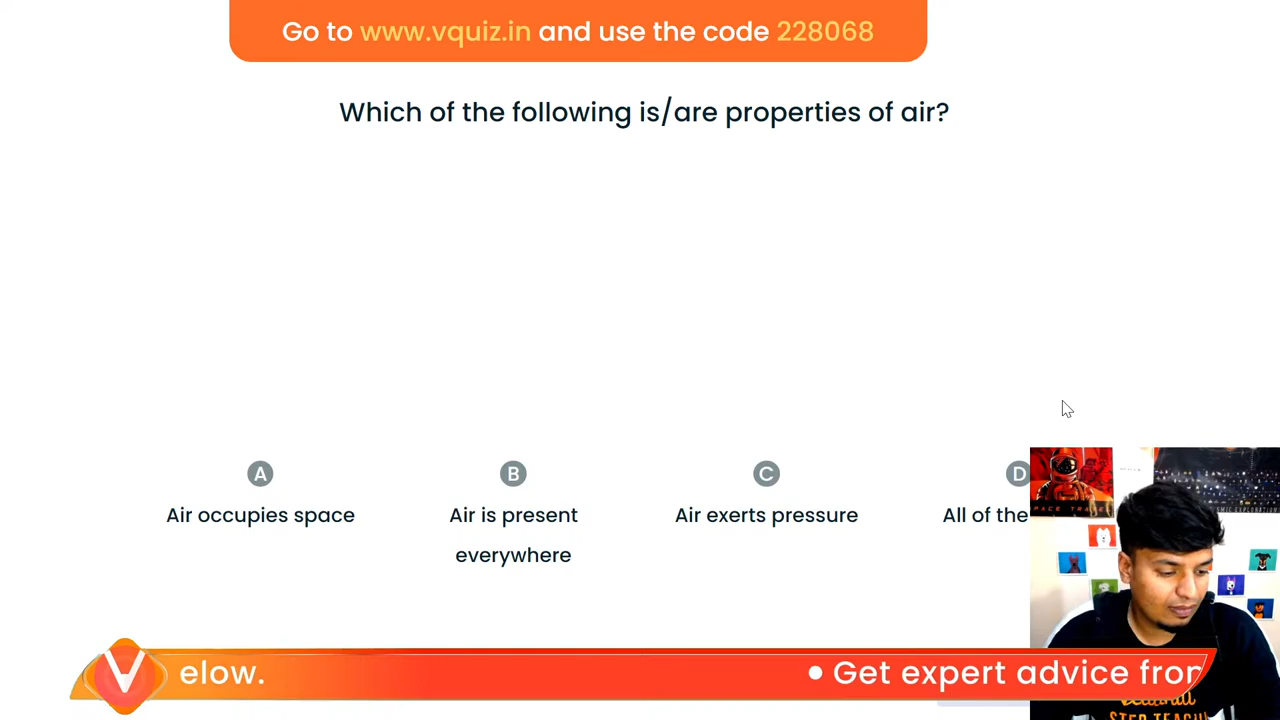 Go to www.vquiz.in and use the code 228068
Which of the following is/are properties of air?
A
Air occupies space
B
Air is present
everywhere
C
Air exerts pressure
D
All of the
V
elow.
• Get expert advice from